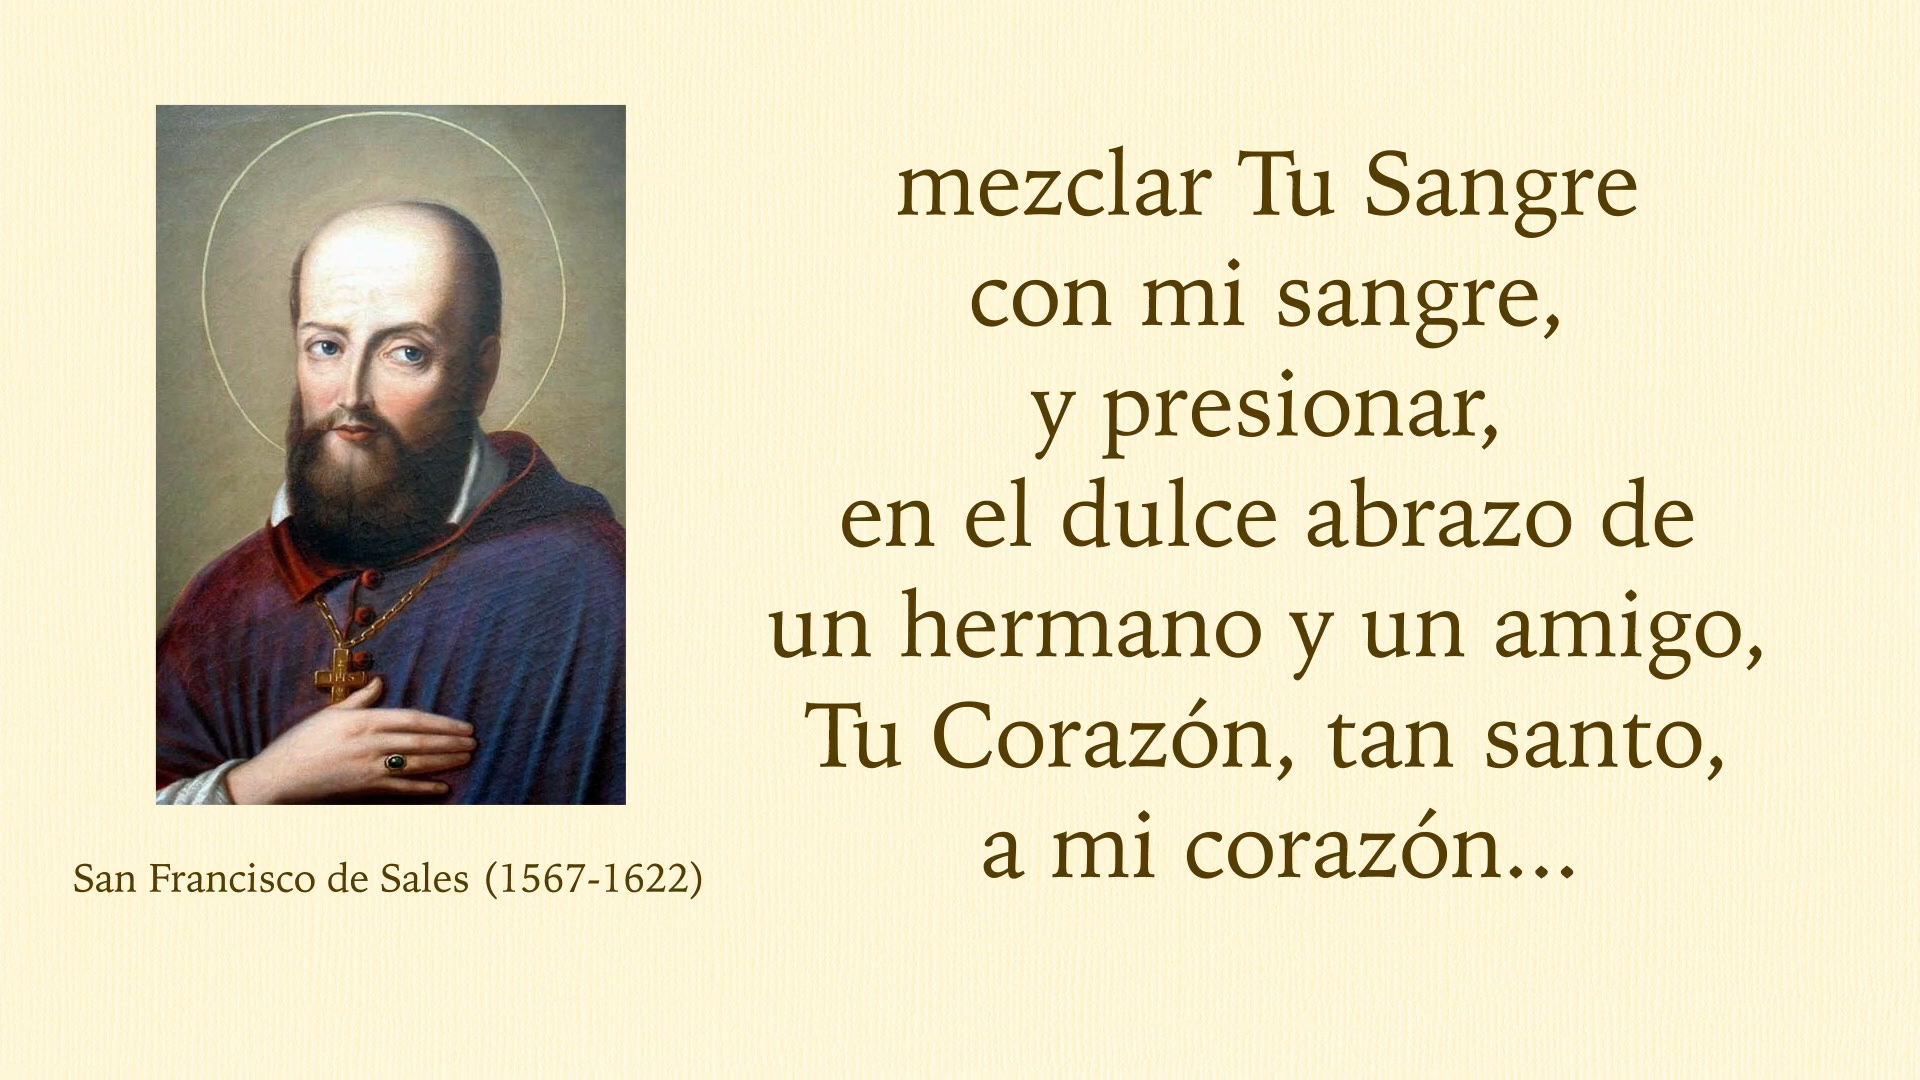 mezclar Tu Sangre
con mi sangre,
y presionar,
en el dulce abrazo de
un hermano y un amigo,
Tu Corazón, tan santo,
a mi corazón...
San Francisco de Sales (1567-1622)